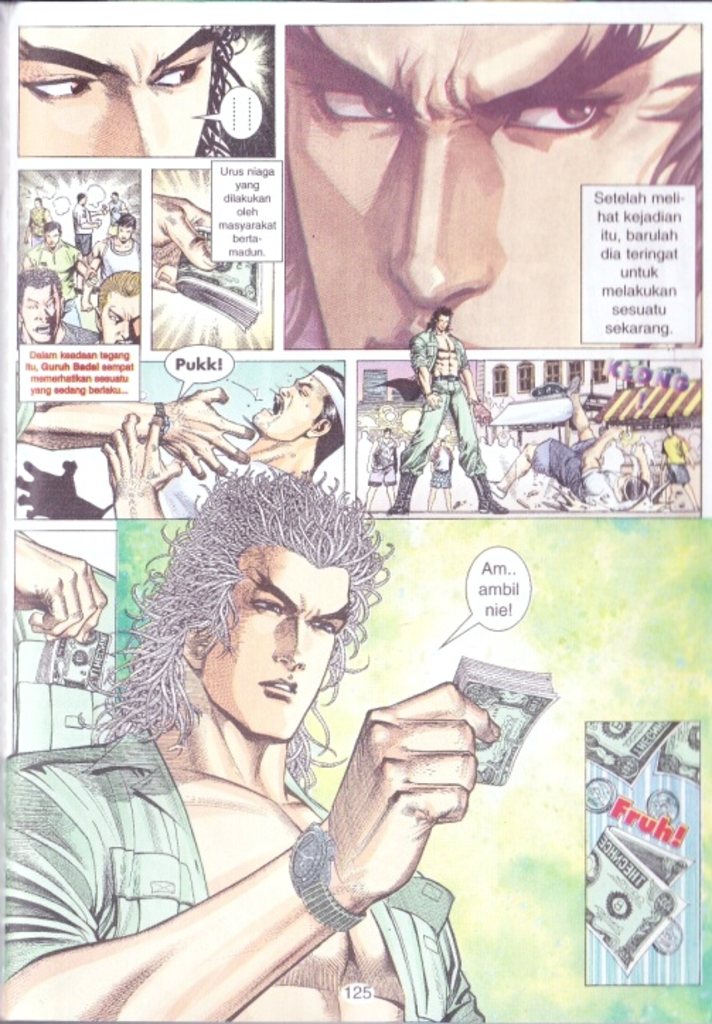 Urus niaga
yang
dilakukan
oleh
masyarakat
berta-
madun.
Setelah meli-
hat kejadian
itu, barulah
dia teringat
untuk
melakukan
sesuatu
sekarang.
Dalam keadaan tegang
itu, Guruh Badai sempat
memerhatikan sesuatu
yang sedang berlaku...
Pukk!
KEONG
Am..
ambil
nie!
Fruh!
125